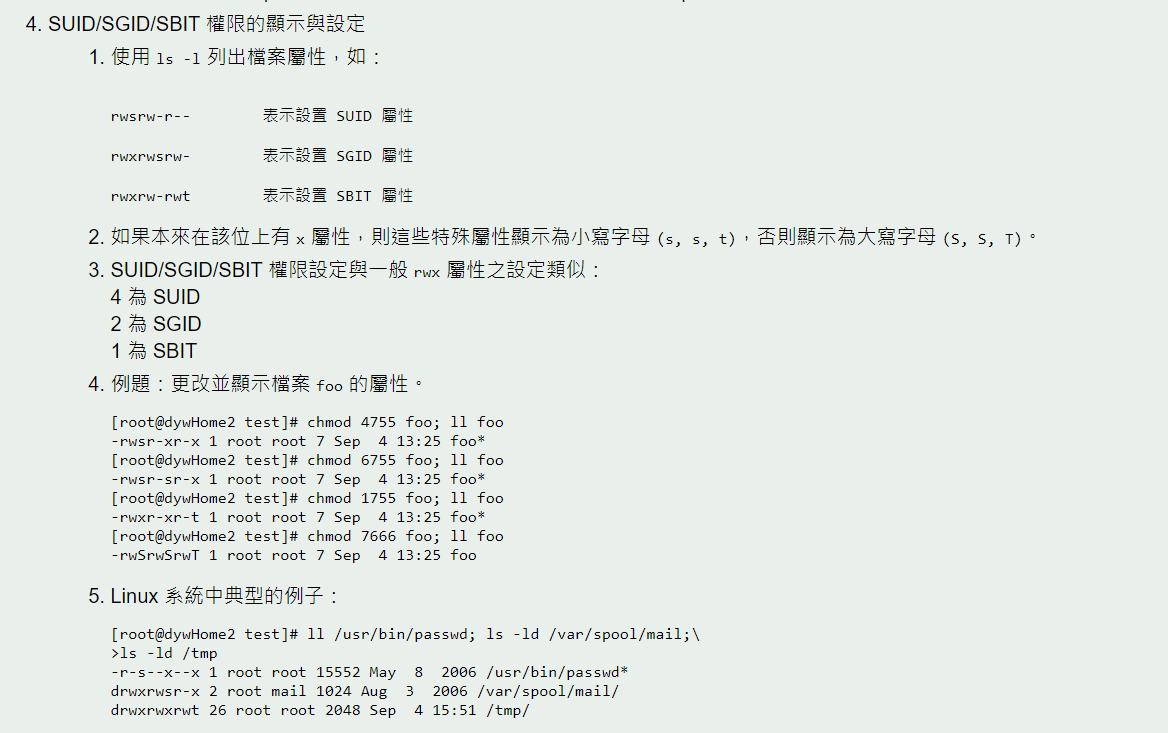 4. SUID/SGID/SBIT 權限的顯示與設定
1. 使用 ls -l 列出檔案屬性，如：
rwsrw-r-- 表示設置 SUID 屬性
rwxrwsrw- 表示設置 SGID 屬性
rwxrw-rwt 表示設置 SBIT 屬性
2. 如果本來在該位上有 x 屬性，則這些特殊屬性顯示為小寫字母 (s, s, t)，否則顯示為大寫字母 (S, S, T)。
3. SUID/SGID/SBIT 權限設定與一般 rwx 屬性之設定類似：
4 為 SUID
2 為 SGID
1 為 SBIT
4. 例題：更改並顯示檔案 foo 的屬性。
[root@dywHome2 test]# chmod 4755 foo; ll foo
-rwsr-xr-x 1 root root 7 Sep  4 13:25 foo*
[root@dywHome2 test]# chmod 6755 foo; ll foo
-rwsr-sr-x 1 root root 7 Sep  4 13:25 foo*
[root@dywHome2 test]# chmod 1755 foo; ll foo
-rwxr-xr-t 1 root root 7 Sep  4 13:25 foo*
[root@dywHome2 test]# chmod 7666 foo; ll foo
-rwSrwSrwT 1 root root 7 Sep  4 13:25 foo
5. Linux 系統中典型的例子：
[root@dywHome2 test]# ll /usr/bin/passwd; ls -ld /var/spool/mail;\
>ls -ld /tmp
-r-s--x--x 1 root root 15552 May  8  2006 /usr/bin/passwd*
drwxrwsr-x 2 root mail 1024 Aug  3  2006 /var/spool/mail/
drwxrwxrwt 26 root root 2048 Sep  4 15:51 /tmp/